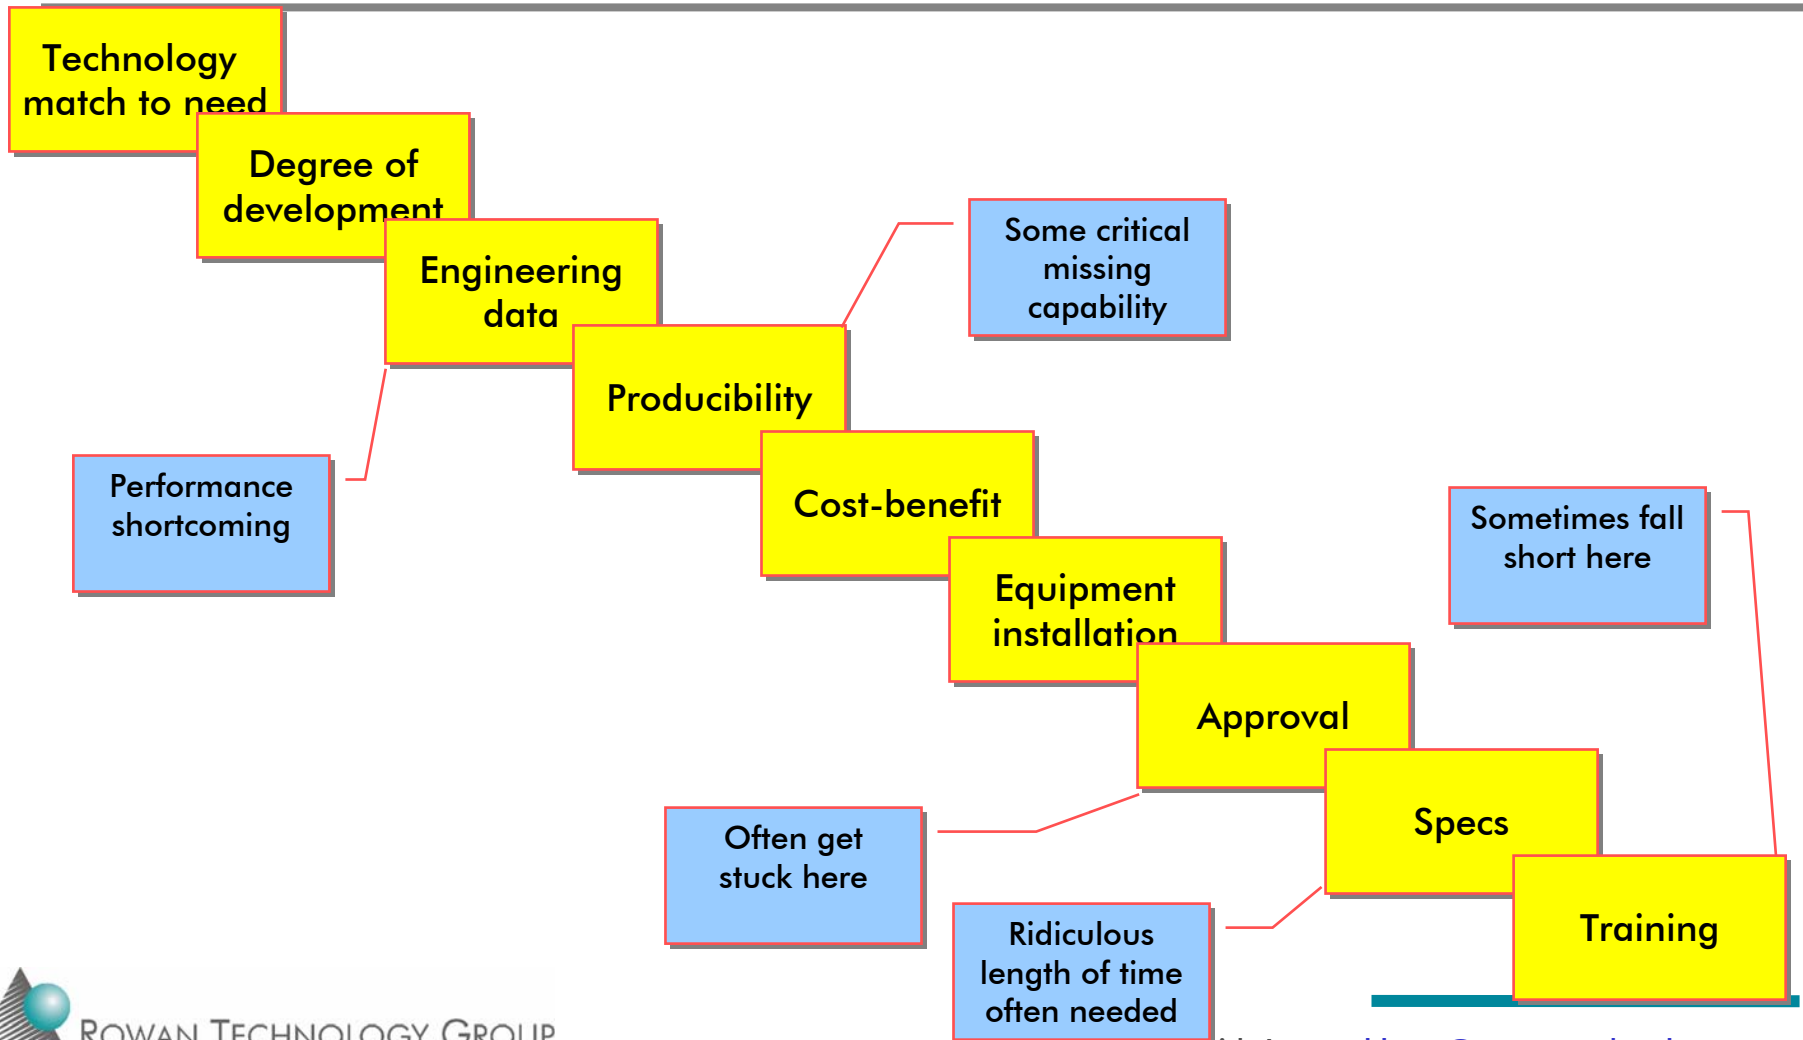 Technology
match to need
Degree of
development
Engineering
data
Some critical
missing
capability
Producibility
Performance
shortcoming
Cost-benefit
Sometimes fall
short here
Equipment
installation
Approval
Often get
stuck here
Specs
Ridiculous
length of time
often needed
Training
ROWAN TECHNOLOGY GROUP